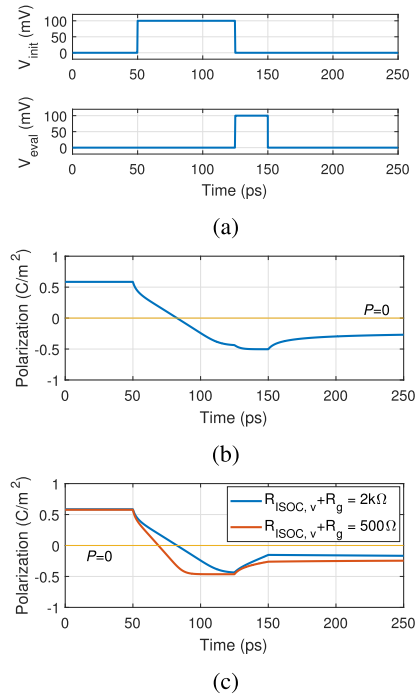 V_init (mV)
100
50
0
0 50 100 150 200 250
V_eval (mV)
100
50
0
0 50 100 150 200 250
Time (ps)
(a)
Polarization (C/m²)
1
0.5
0
-0.5
-1
P=0
0 50 100 150 200 250
Time (ps)
(b)
Polarization (C/m²)
1
0.5
0
-0.5
-1
R_ISOC, v+R_g = 2kΩ
R_ISOC, v+R_g = 500Ω
P=0
0 50 100 150 200 250
Time (ps)
(c)